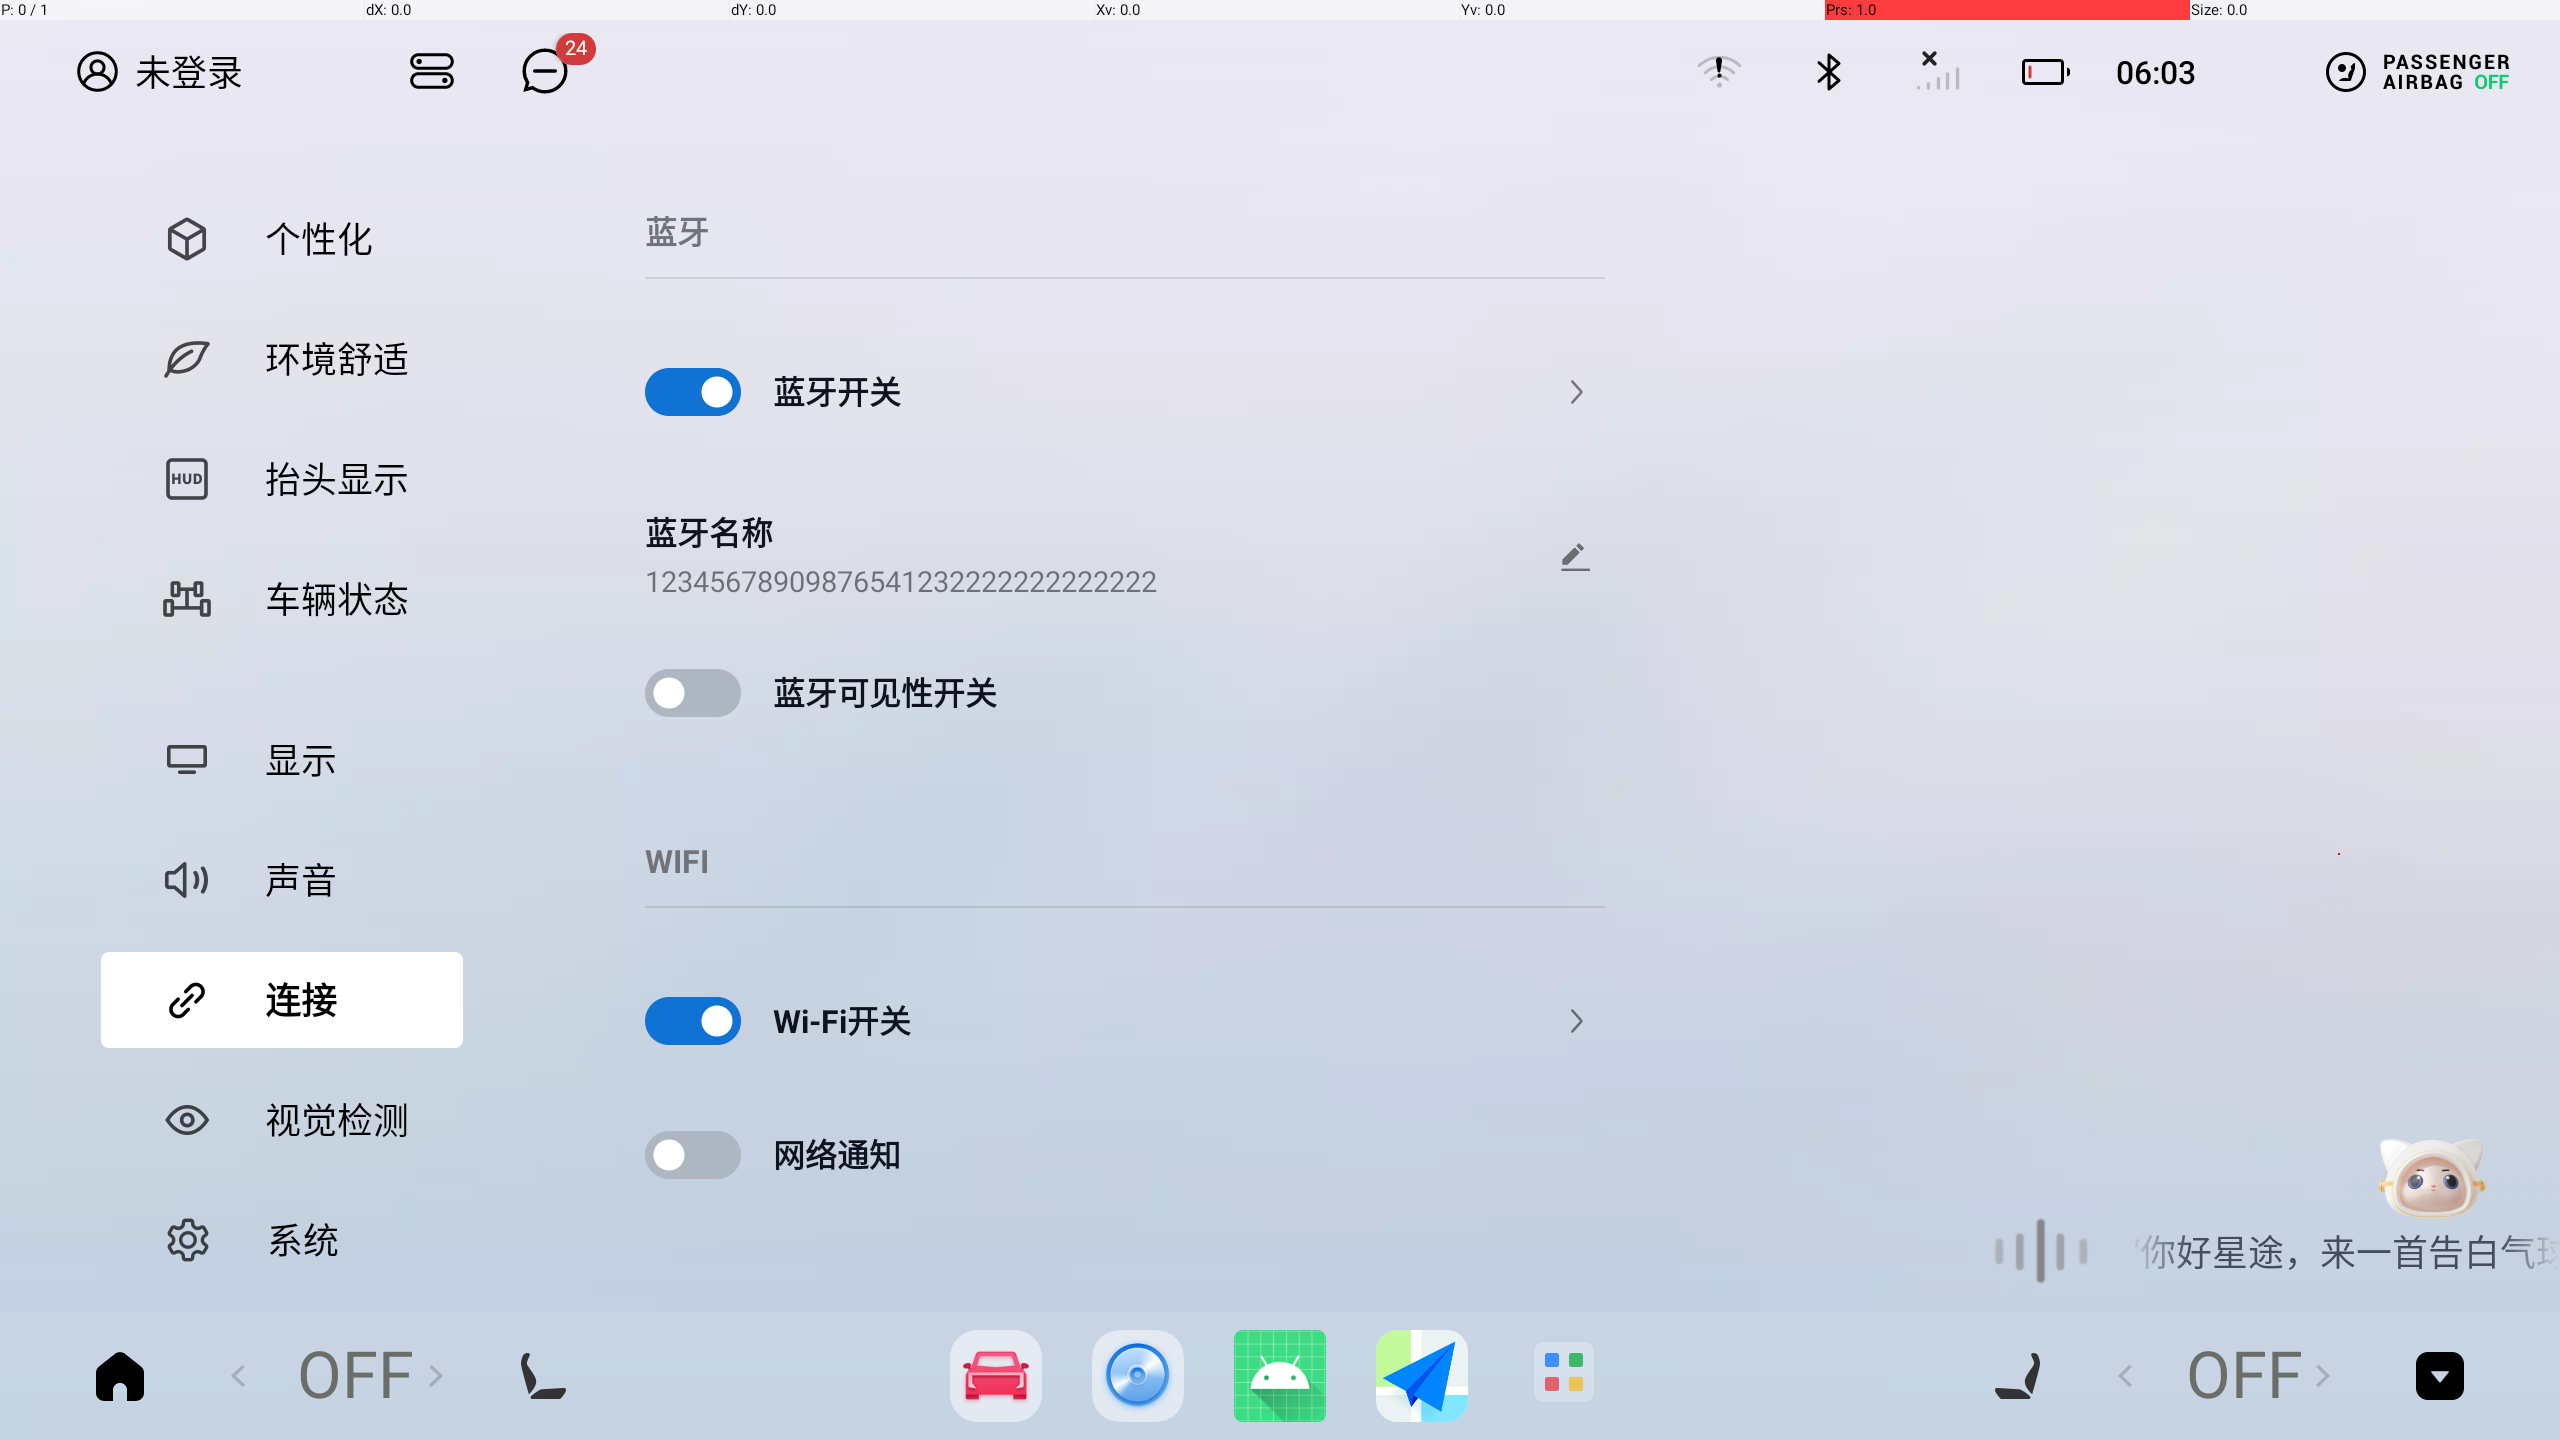 P: 0 / 1 dX: 0.0 dY: 0.0 Xv: 0.0 Yv: 0.0 Prs: 1.0 Size: 0.0
未登录 24 06:03 PASSENGER
AIRBAG OFF
个性化
环境舒适
HUD 抬头显示
车辆状态
显示
声音
连接
视觉检测
系统
蓝牙
蓝牙开关
蓝牙名称
12345678909876541232222222222222
蓝牙可见性开关
WIFI
Wi-Fi开关
网络通知
“你好星途，来一首告白气球
OFF OFF